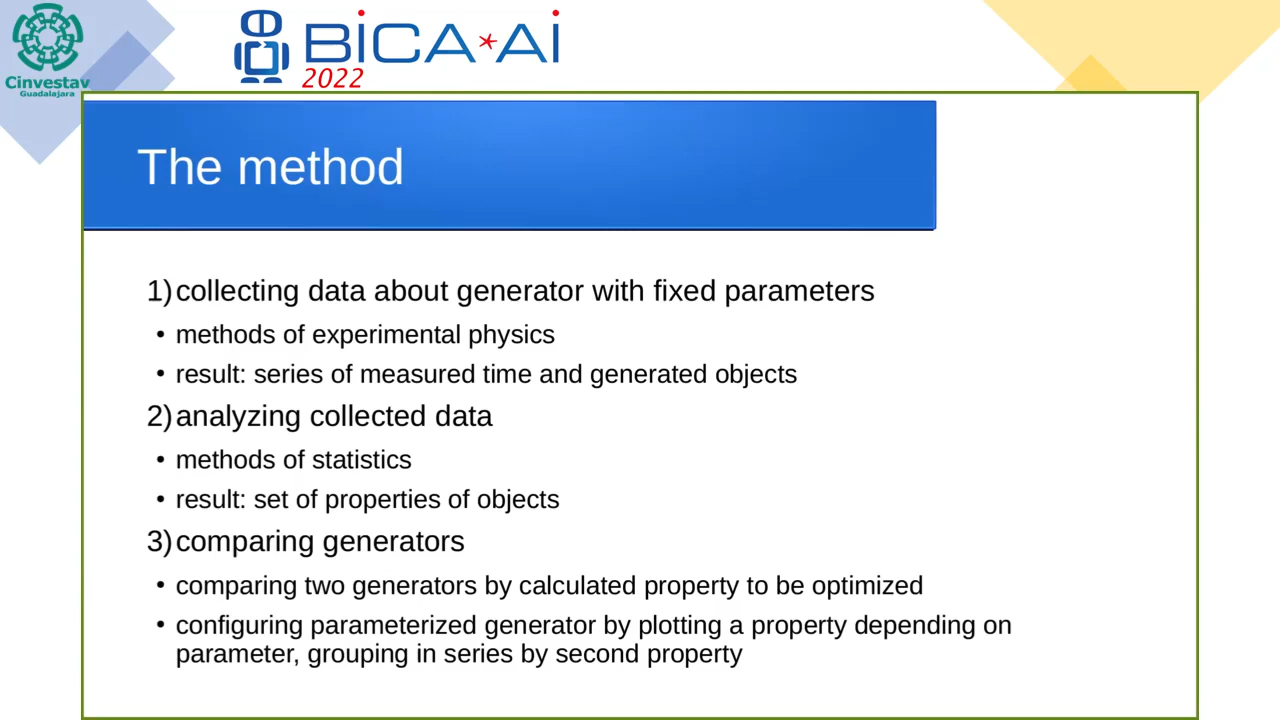 Cinvestav
Guadalajara
BiCA*Ai
2022
The method
1) collecting data about generator with fixed parameters
• methods of experimental physics
• result: series of measured time and generated objects
2) analyzing collected data
• methods of statistics
• result: set of properties of objects
3) comparing generators
• comparing two generators by calculated property to be optimized
• configuring parameterized generator by plotting a property depending on
parameter, grouping in series by second property